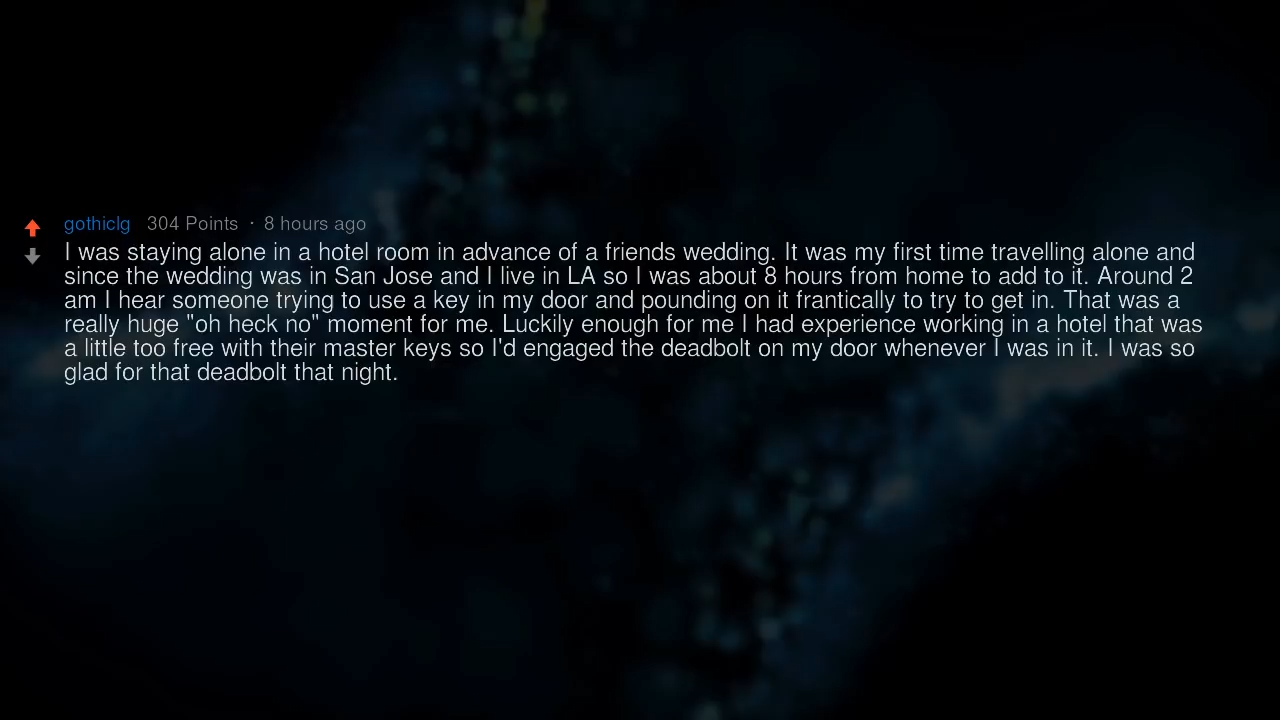 gothiclg 304 Points · 8 hours ago
I was staying alone in a hotel room in advance of a friends wedding. It was my first time travelling alone and
since the wedding was in San Jose and I live in LA so I was about 8 hours from home to add to it. Around 2
am I hear someone trying to use a key in my door and pounding on it frantically to try to get in. That was a
really huge "oh heck no" moment for me. Luckily enough for me I had experience working in a hotel that was
a little too free with their master keys so I'd engaged the deadbolt on my door whenever I was in it. I was so
glad for that deadbolt that night.